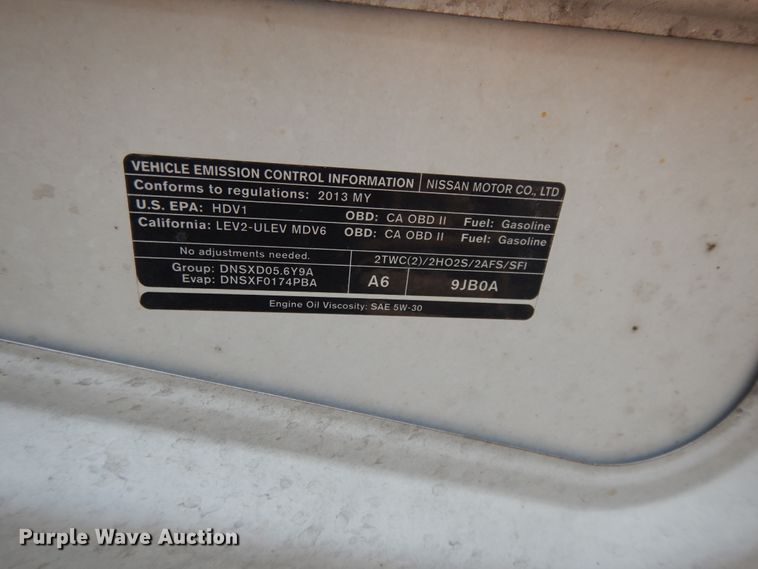 VEHICLE EMISSION CONTROL INFORMATION NISSAN MOTOR CO., LTD
Conforms to regulations: 2013 MY
U.S. EPA: HDV1 OBD: CA OBD II Fuel: Gasoline
California: LEV2-ULEV MDV6 OBD: CA OBD II Fuel: Gasoline
No adjustments needed. 2TWC(2)/2HO2S/2AFS/SFI
Group: DNSXD05.6Y9A
Evap: DNSXF0174PBA A6 9JB0A
Engine Oil Viscosity: SAE 5W-30
Purple Wave Auction